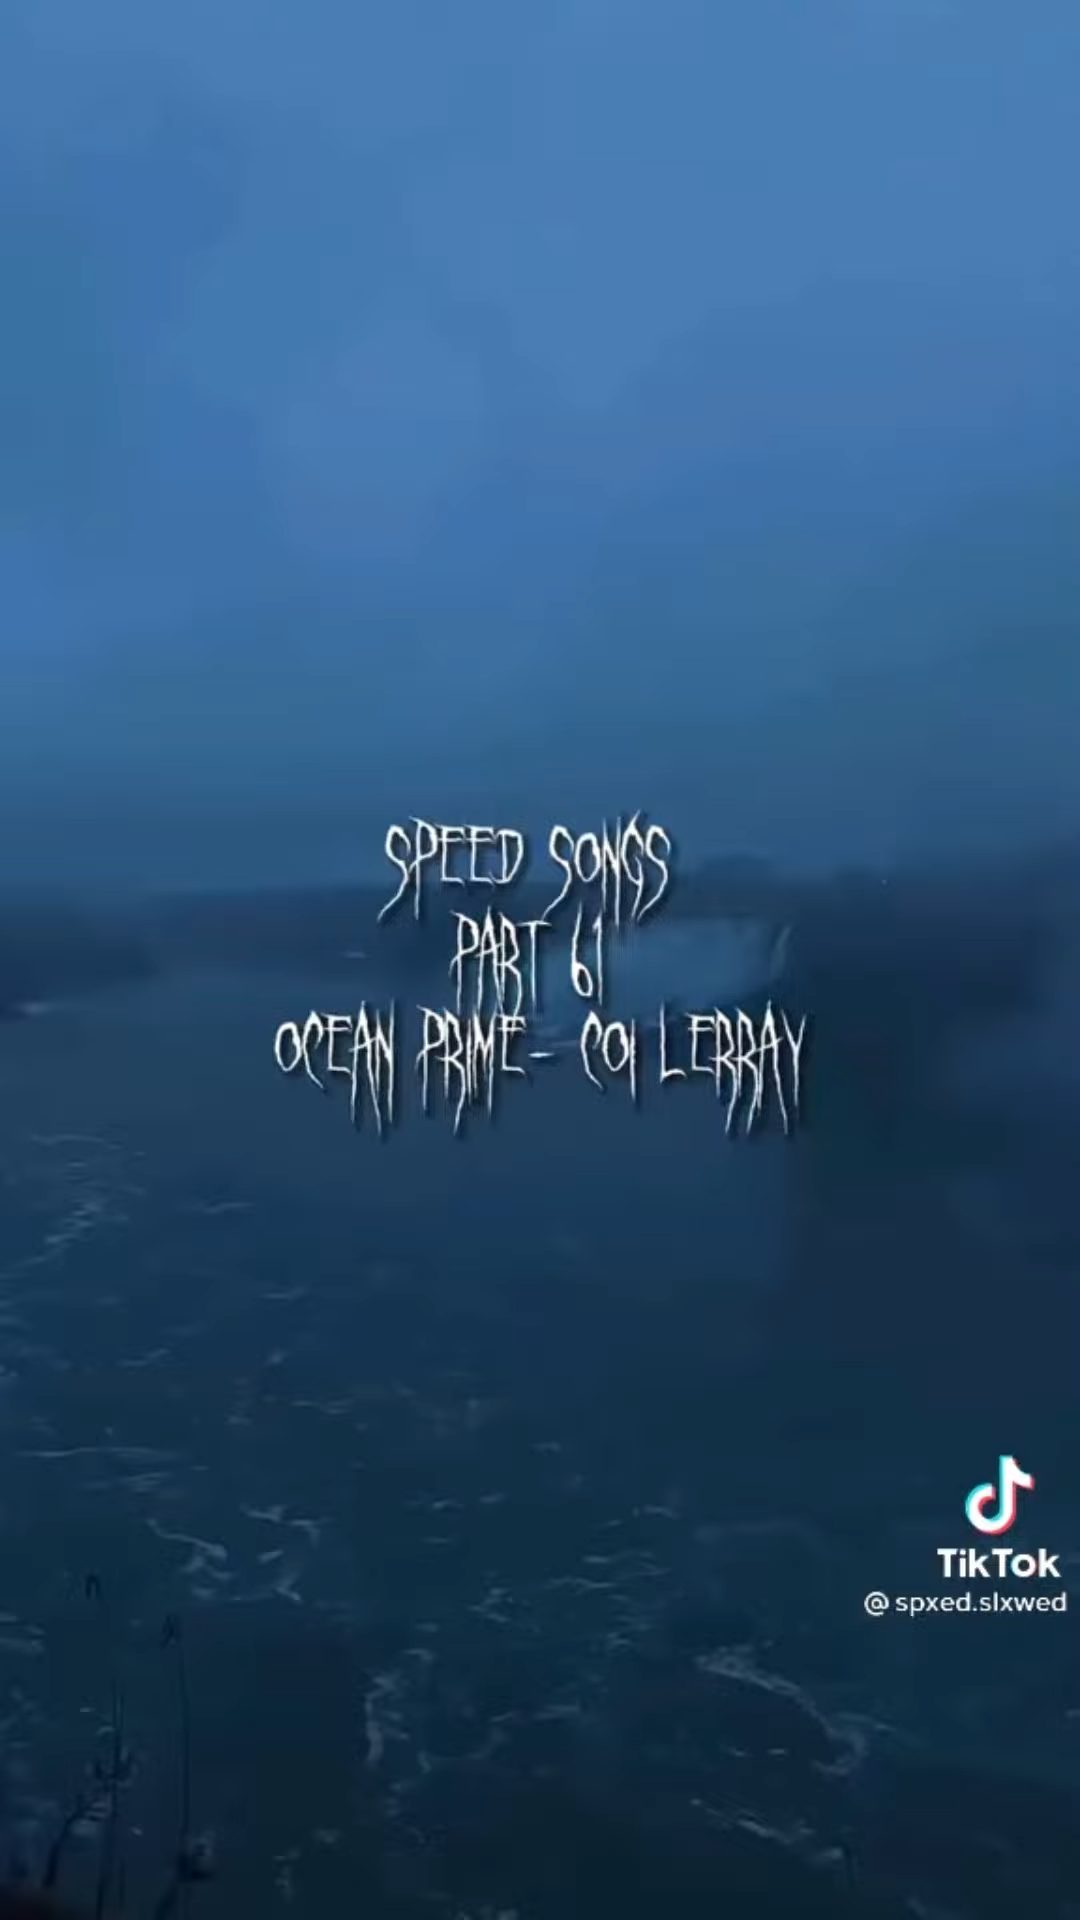 SPEED SONGS
PART 61
OCEAN PRIME- COI LERRAY
TikTok
@spxed.slxwed